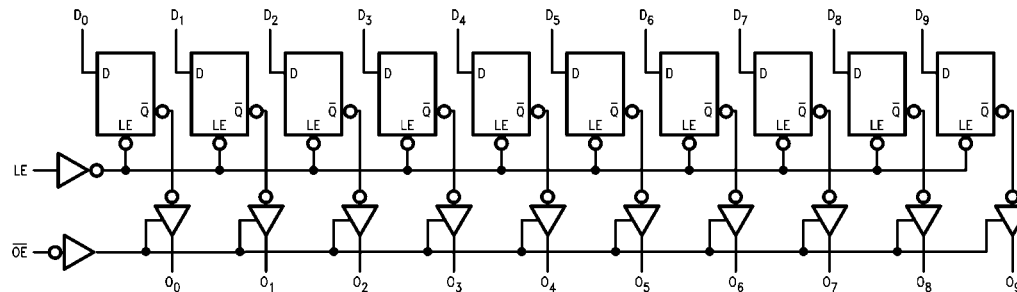 D₀ D₁ D₂ D₃ D₄ D₅ D₆ D₇ D₈ D₉
D D D D D D D D D D
Q̅ Q̅ Q̅ Q̅ Q̅ Q̅ Q̅ Q̅ Q̅ Q̅
LE LE LE LE LE LE LE LE LE LE
LE
O̅E̅
O₀ O₁ O₂ O₃ O₄ O₅ O₆ O₇ O₈ O₉